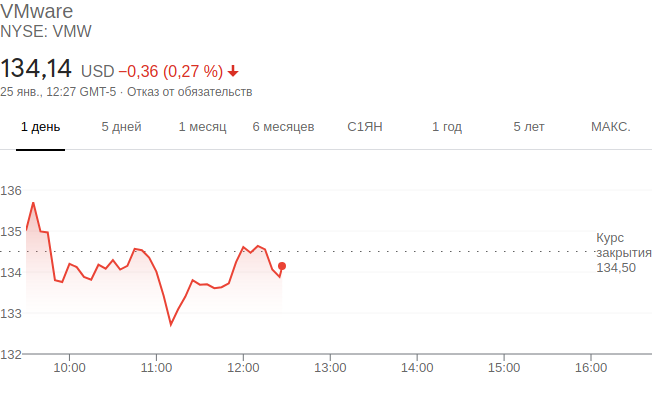 VMware
NYSE: VMW
134,14 USD −0,36 (0,27 %)
25 янв., 12:27 GMT-5 · Отказ от обязательств
1 день 5 дней 1 месяц 6 месяцев С1ЯН 1 год 5 лет МАКС.
136
135
134
133
132
Курс
закрытия
134,50
10:00 11:00 12:00 13:00 14:00 15:00 16:00